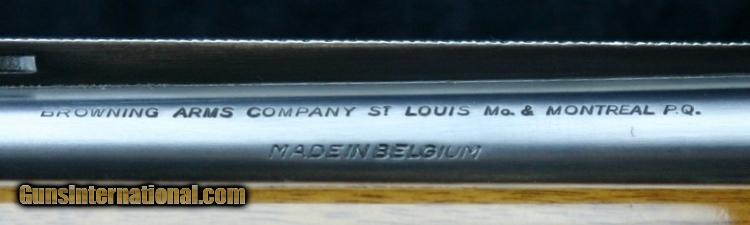 BROWNING ARMS COMPANY ST LOUIS Mo. & MONTREAL P.Q.
MADE IN BELGIUM
GunsInternational.com